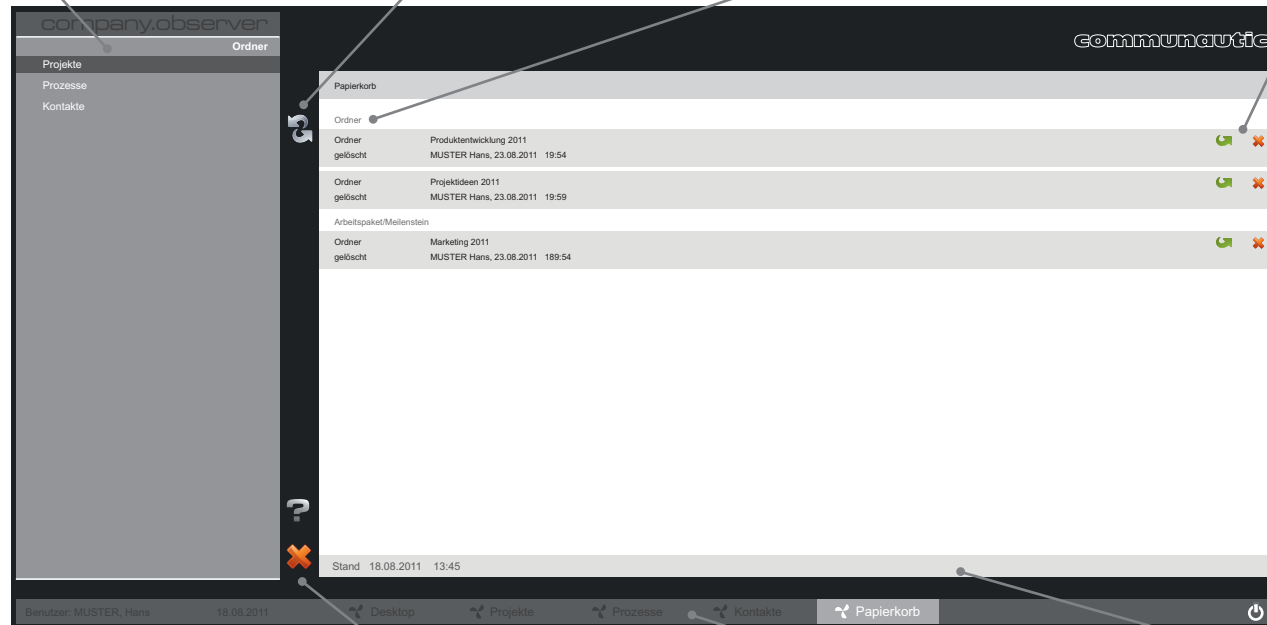 company.observer
Ordner
Projekte
Prozesse
Kontakte
communautic
Papierkorb
Ordner
Ordner Produktentwicklung 2011
gelöscht MUSTER Hans, 23.08.2011 19:54
Ordner Projektideen 2011
gelöscht MUSTER Hans, 23.08.2011 19:59
Arbeitspaket/Meilenstein
Ordner Marketing 2011
gelöscht MUSTER Hans, 23.08.2011 189:54
?
Stand 18.08.2011 13:45
Benutzer: MUSTER, Hans 18.08.2011 Desktop Projekte Prozesse Kontakte Papierkorb